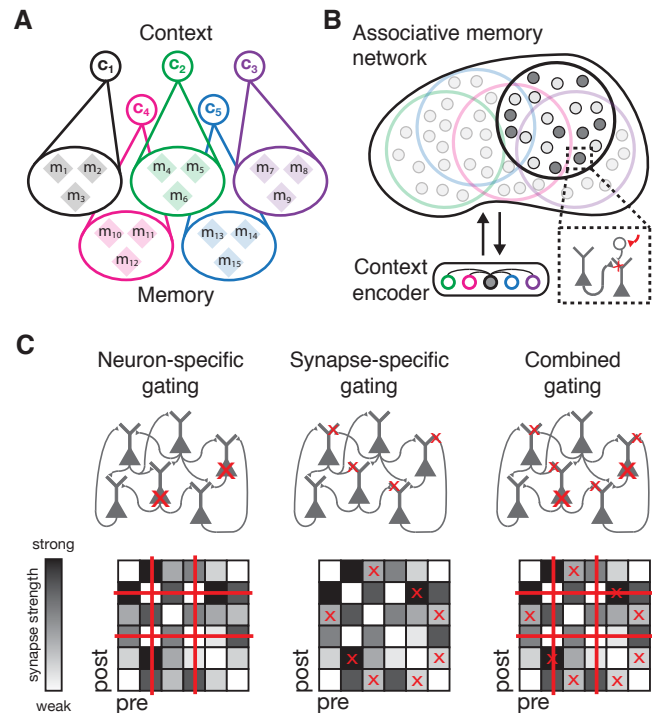 A
Context
c1
c2
c3
c4
c5
m1
m2
m3
m4
m5
m6
m7
m8
m9
m10
m11
m12
m13
m14
m15
Memory
B
Associative memory
network
Context
encoder
C
Neuron-specific
gating
Synapse-specific
gating
Combined
gating
strong
synapse strength
weak
post
pre
post
pre
post
pre